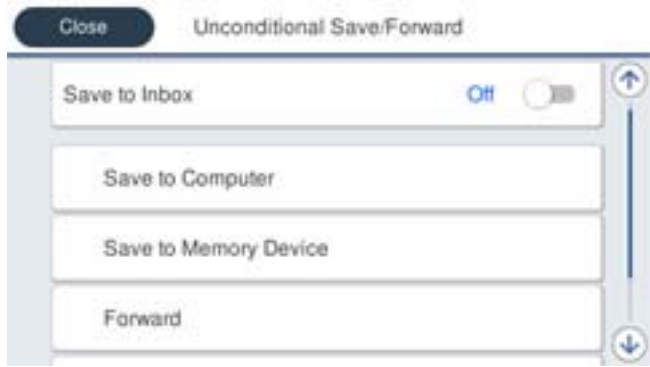 Close Unconditional Save/Forward
Save to Inbox Off
Save to Computer
Save to Memory Device
Forward